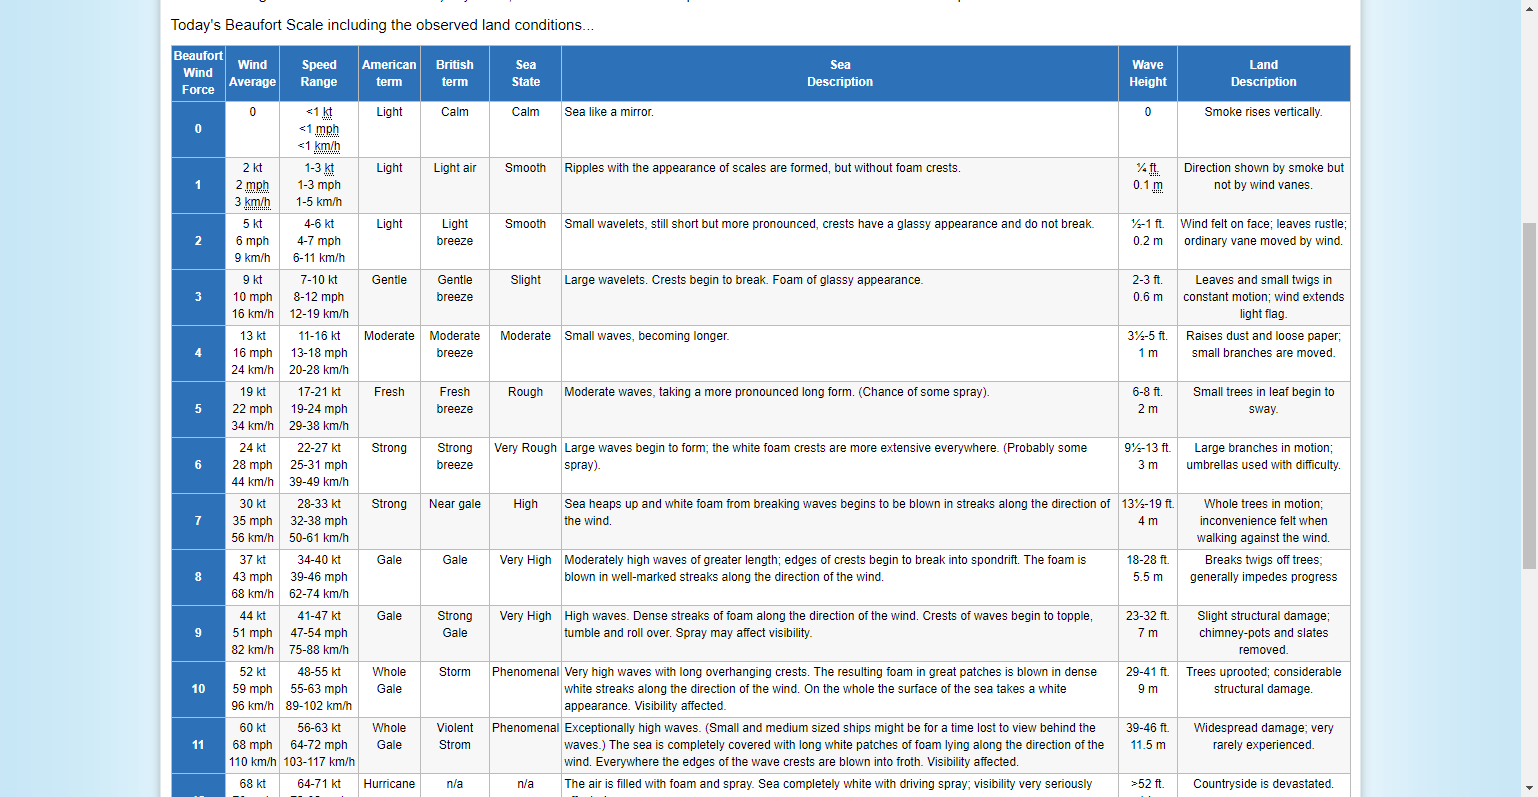 Today's Beaufort Scale including the observed land conditions...
Beaufort Wind Force | Wind Average | Speed Range | American term | British term | Sea State | Sea Description | Wave Height | Land Description
0 | 0 | <1 kt <1 mph <1 km/h | Light | Calm | Calm | Sea like a mirror. | 0 | Smoke rises vertically.
1 | 2 kt 2 mph 3 km/h | 1-3 kt 1-3 mph 1-5 km/h | Light | Light air | Smooth | Ripples with the appearance of scales are formed, but without foam crests. | ¼ ft. 0.1 m | Direction shown by smoke but not by wind vanes.
2 | 5 kt 6 mph 9 km/h | 4-6 kt 4-7 mph 6-11 km/h | Light | Light breeze | Smooth | Small wavelets, still short but more pronounced, crests have a glassy appearance and do not break. | ½-1 ft. 0.2 m | Wind felt on face; leaves rustle; ordinary vane moved by wind.
3 | 9 kt 10 mph 16 km/h | 7-10 kt 8-12 mph 12-19 km/h | Gentle | Gentle breeze | Slight | Large wavelets. Crests begin to break. Foam of glassy appearance. | 2-3 ft. 0.6 m | Leaves and small twigs in constant motion; wind extends light flag.
4 | 13 kt 16 mph 24 km/h | 11-16 kt 13-18 mph 20-28 km/h | Moderate | Moderate breeze | Moderate | Small waves, becoming longer. | 3½-5 ft. 1 m | Raises dust and loose paper; small branches are moved.
5 | 19 kt 22 mph 34 km/h | 17-21 kt 19-24 mph 29-38 km/h | Fresh | Fresh breeze | Rough | Moderate waves, taking a more pronounced long form. (Chance of some spray). | 6-8 ft. 2 m | Small trees in leaf begin to sway.
6 | 24 kt 28 mph 44 km/h | 22-27 kt 25-31 mph 39-49 km/h | Strong | Strong breeze | Very Rough | Large waves begin to form; the white foam crests are more extensive everywhere. (Probably some spray). | 9½-13 ft. 3 m | Large branches in motion; umbrellas used with difficulty.
7 | 30 kt 35 mph 56 km/h | 28-33 kt 32-38 mph 50-61 km/h | Strong | Near gale | High | Sea heaps up and white foam from breaking waves begins to be blown in streaks along the direction of the wind. | 13½-19 ft. 4 m | Whole trees in motion; inconvenience felt when walking against the wind.
8 | 37 kt 43 mph 68 km/h | 34-40 kt 39-46 mph 62-74 km/h | Gale | Gale | Very High | Moderately high waves of greater length; edges of crests begin to break into spondrift. The foam is blown in well-marked streaks along the direction of the wind. | 18-28 ft. 5.5 m | Breaks twigs off trees; generally impedes progress
9 | 44 kt 51 mph 82 km/h | 41-47 kt 47-54 mph 75-88 km/h | Gale | Strong Gale | Very High | High waves. Dense streaks of foam along the direction of the wind. Crests of waves begin to topple, tumble and roll over. Spray may affect visibility. | 23-32 ft. 7 m | Slight structural damage; chimney-pots and slates removed.
10 | 52 kt 59 mph 96 km/h | 48-55 kt 55-63 mph 89-102 km/h | Whole Gale | Storm | Phenomenal | Very high waves with long overhanging crests. The resulting foam in great patches is blown in dense white streaks along the direction of the wind. On the whole the surface of the sea takes a white appearance. Visibility affected. | 29-41 ft. 9 m | Trees uprooted; considerable structural damage.
11 | 60 kt 68 mph 110 km/h | 56-63 kt 64-72 mph 103-117 km/h | Whole Gale | Violent Strom | Phenomenal | Exceptionally high waves. (Small and medium sized ships might be for a time lost to view behind the waves.) The sea is completely covered with long white patches of foam lying along the direction of the wind. Everywhere the edges of the wave crests are blown into froth. Visibility affected. | 39-46 ft. 11.5 m | Widespread damage; very rarely experienced.
68 kt | 64-71 kt | Hurricane | n/a | n/a | The air is filled with foam and spray. Sea completely white with driving spray; visibility very seriously | >52 ft. | Countryside is devastated.